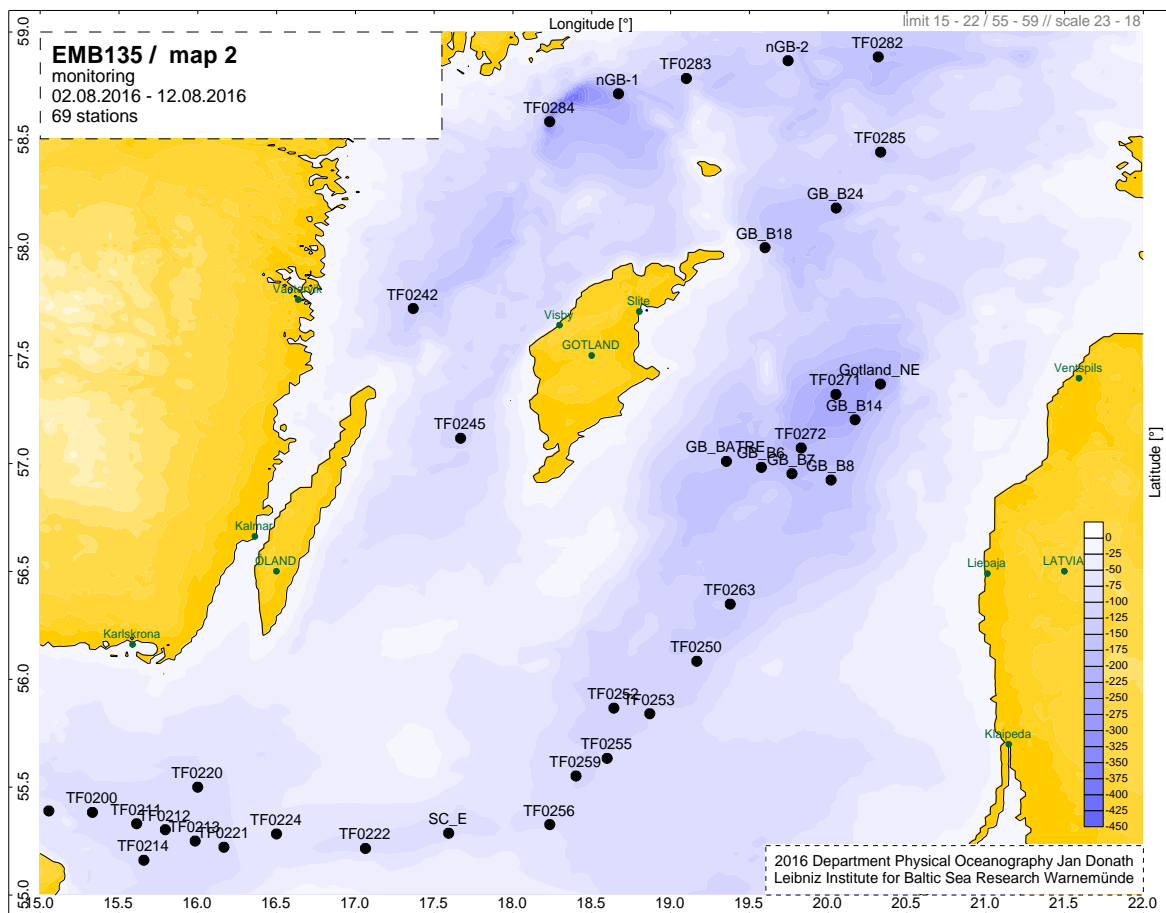 limit 15 - 22 / 55 - 59 // scale 23 - 18
Longitude [°]
EMB135 / map 2
monitoring
02.08.2016 - 12.08.2016
69 stations
59.0
58.5
58.0
57.5
57.0
56.5
56.0
55.5
55.0
nGB-2
TF0282
TF0283
nGB-1
TF0284
TF0285
GB_B24
GB_B18
Västervik
TF0242
Slite
Visby
GOTLAND
Gotland_NE
Ventspils
TF0271
GB_B14
TF0245
TF0272
GB_BATRE
GB_B6
GB_B7
GB_B8
Latitude [°]
Kalmar
ÖLAND
Liepaja
LATVIA
TF0263
Karlskrona
TF0250
TF0252
TF0253
Klaipeda
TF0255
TF0259
TF0220
TF0200
TF0211
TF0212
TF0213
TF0214
TF0221
TF0224
TF0222
SC_E
TF0256
0
-25
-50
-75
-100
-125
-150
-175
-200
-225
-250
-275
-300
-325
-350
-375
-400
-425
-450
2016 Department Physical Oceanography Jan Donath
Leibniz Institute for Baltic Sea Research Warnemünde
15.0 15.5 16.0 16.5 17.0 17.5 18.0 18.5 19.0 19.5 20.0 20.5 21.0 21.5 22.0